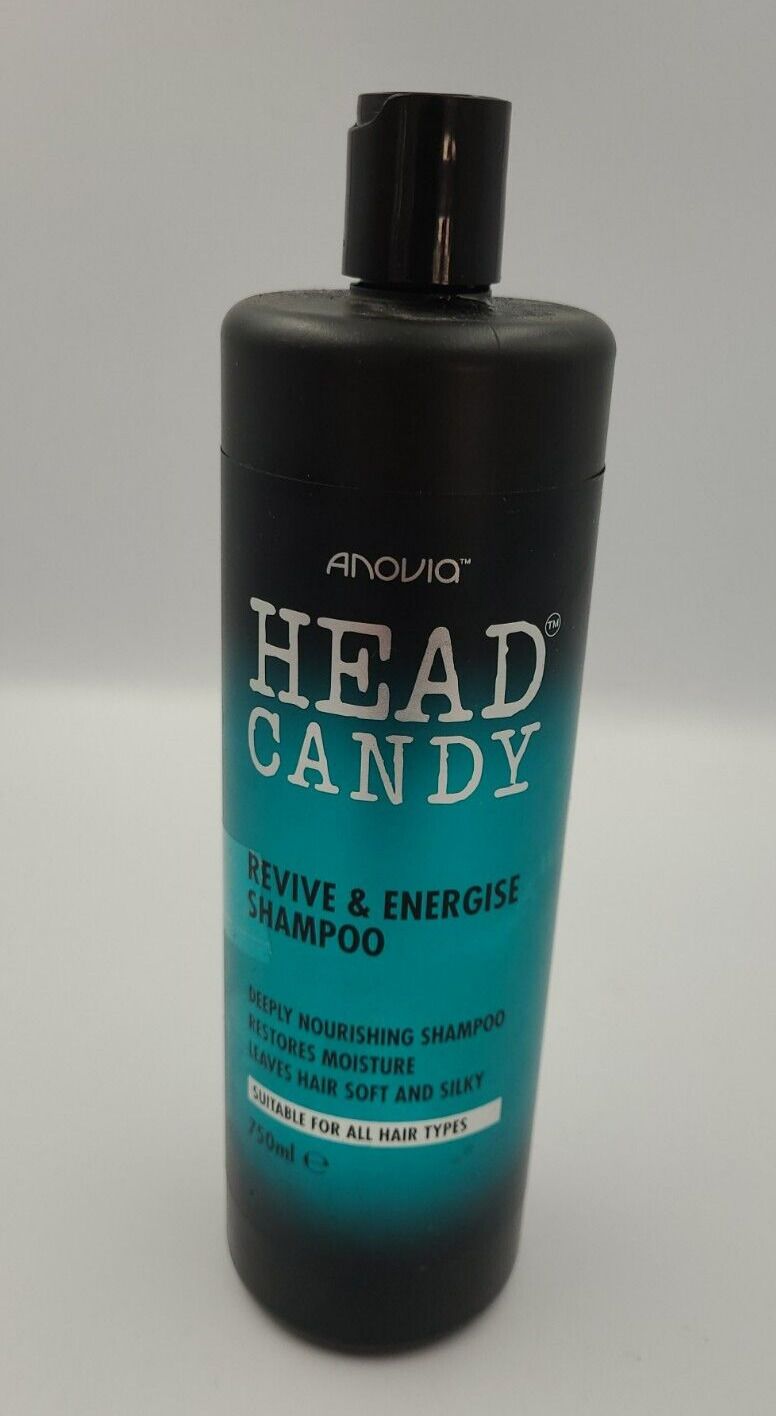 ANOVIA™
HEAD™
CANDY
REVIVE & ENERGISE
SHAMPOO
DEEPLY NOURISHING SHAMPOO
RESTORES MOISTURE
LEAVES HAIR SOFT AND SILKY
SUITABLE FOR ALL HAIR TYPES
750ml ℮